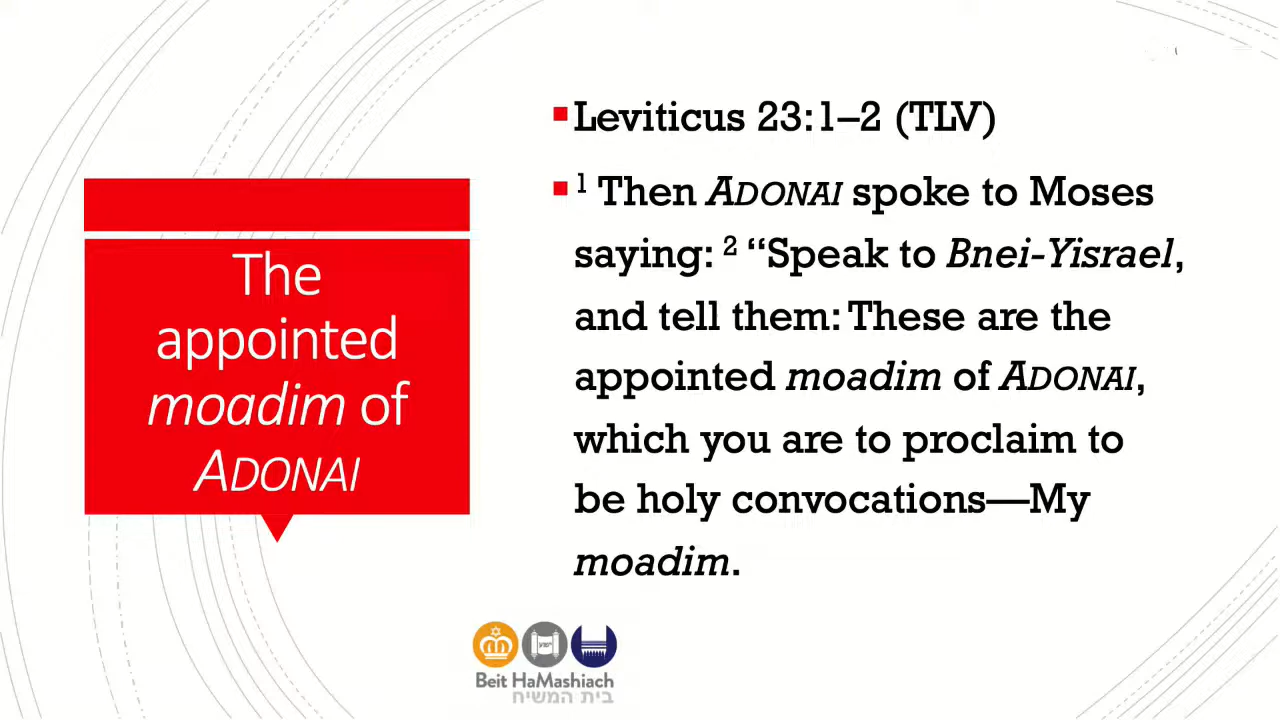 The
appointed
moadim of
ADONAI
Leviticus 23:1–2 (TLV)
1 Then ADONAI spoke to Moses
saying: 2 “Speak to Bnei-Yisrael,
and tell them: These are the
appointed moadim of ADONAI,
which you are to proclaim to
be holy convocations—My
moadim.
Beit HaMashiach
בית המשיח